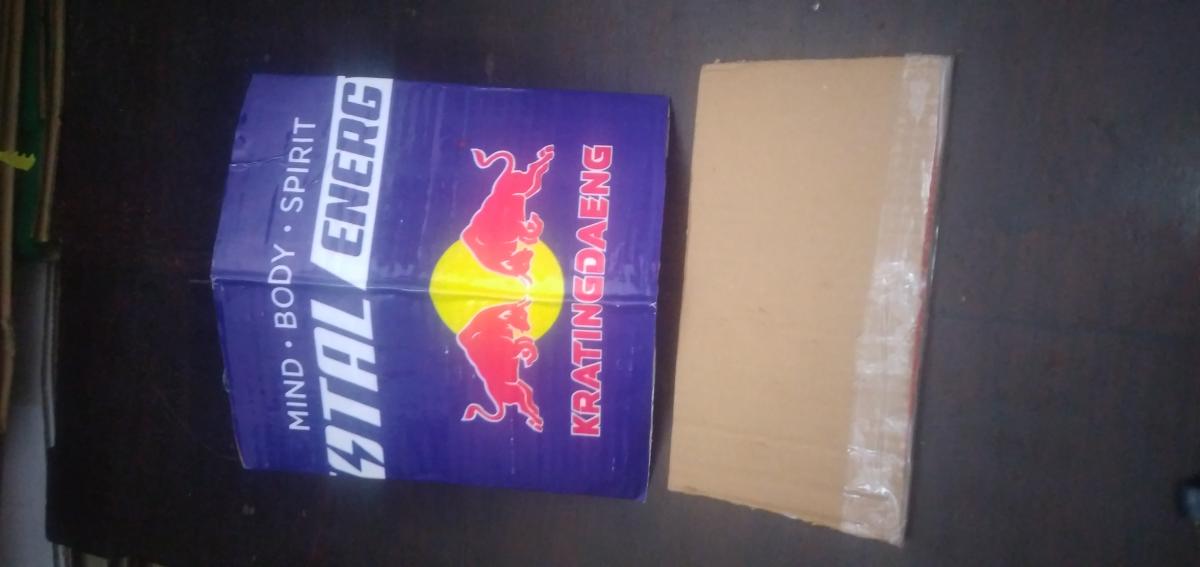 MIND · BODY · SPIRIT
STAL ENERG
KRATINGDAENG